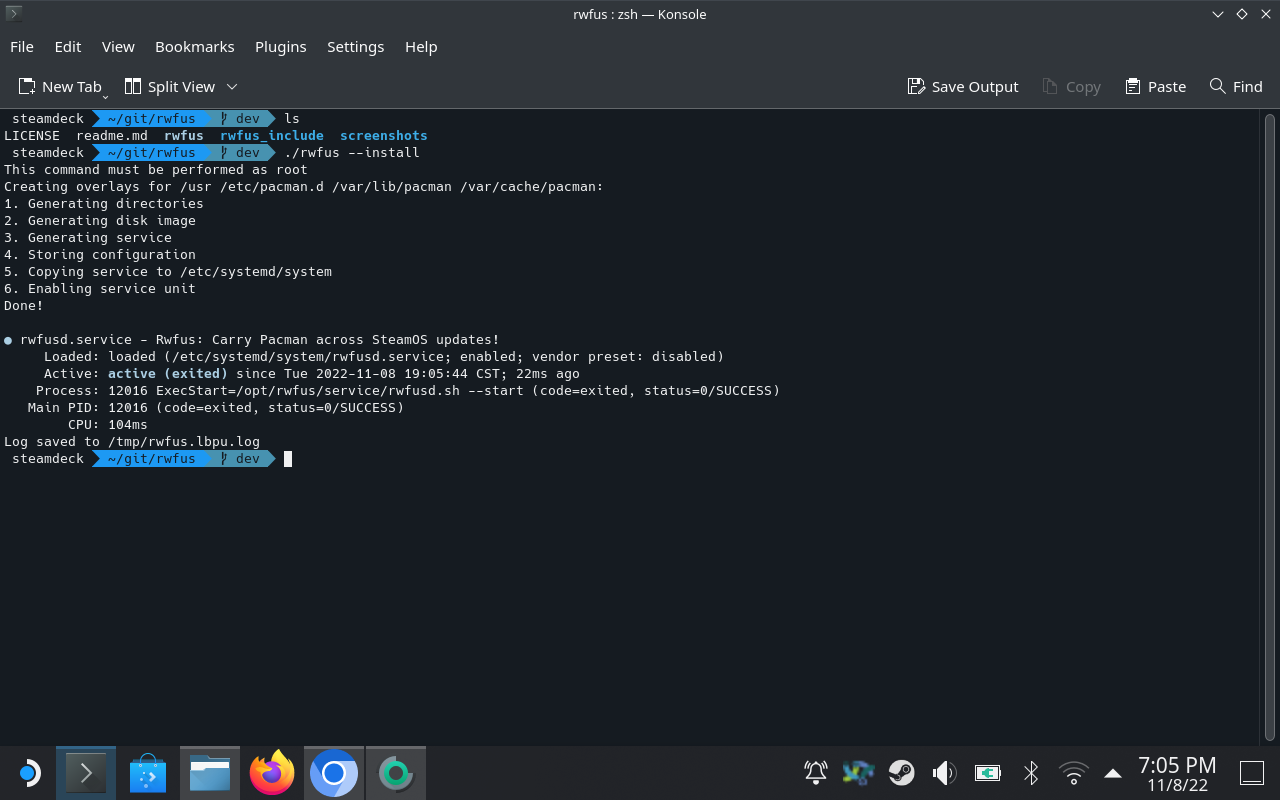 rwfus : zsh — Konsole
File Edit View Bookmarks Plugins Settings Help
New Tab Split View Save Output Copy Paste Find
steamdeck ~/git/rwfus dev ls
LICENSE readme.md rwfus rwfus_include screenshots
steamdeck ~/git/rwfus dev ./rwfus --install
This command must be performed as root
Creating overlays for /usr /etc/pacman.d /var/lib/pacman /var/cache/pacman:
1. Generating directories
2. Generating disk image
3. Generating service
4. Storing configuration
5. Copying service to /etc/systemd/system
6. Enabling service unit
Done!
● rwfusd.service - Rwfus: Carry Pacman across SteamOS updates!
Loaded: loaded (/etc/systemd/system/rwfusd.service; enabled; vendor preset: disabled)
Active: active (exited) since Tue 2022-11-08 19:05:44 CST; 22ms ago
Process: 12016 ExecStart=/opt/rwfus/service/rwfusd.sh --start (code=exited, status=0/SUCCESS)
Main PID: 12016 (code=exited, status=0/SUCCESS)
CPU: 104ms
Log saved to /tmp/rwfus.lbpu.log
steamdeck ~/git/rwfus dev
7:05 PM
11/8/22